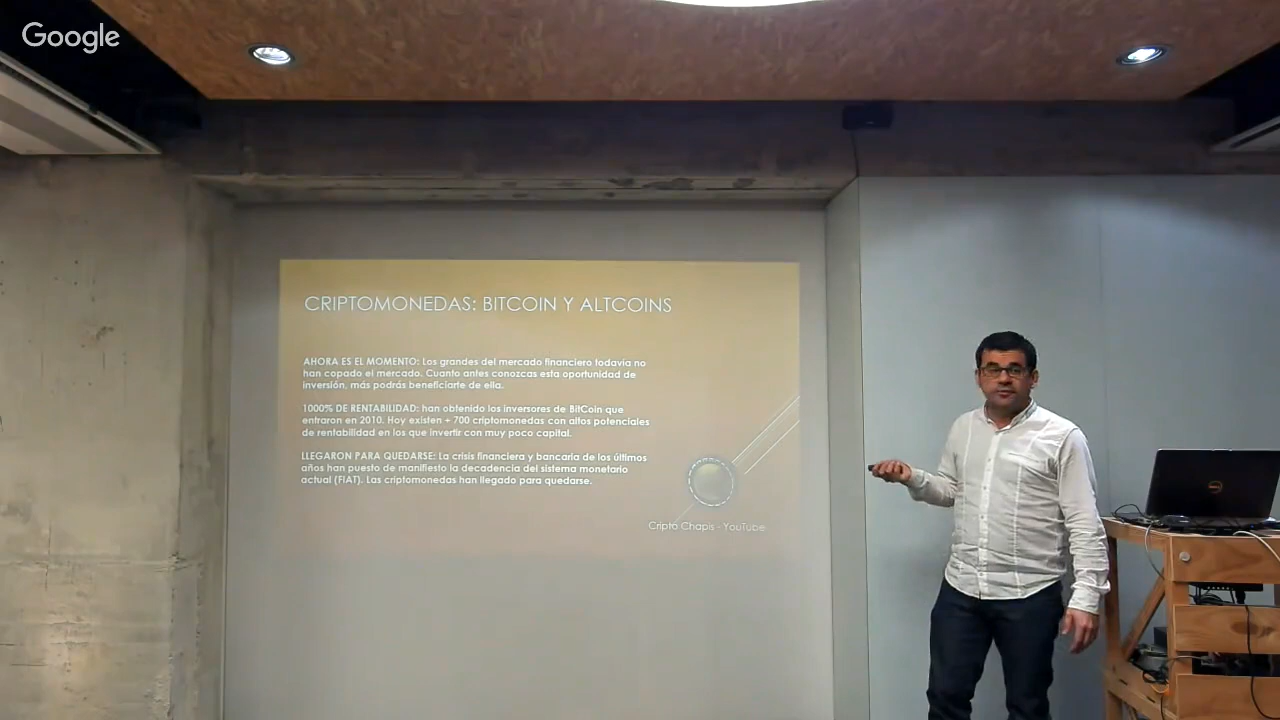 Google
CRIPTOMONEDAS: BITCOIN Y ALTCOINS
AHORA ES EL MOMENTO: Los grandes del mercado financiero todavía no
han copado el mercado. Cuanto antes conozcas esta oportunidad de
inversión, más podrás beneficiarte de ella.
1000% DE RENTABILIDAD: han obtenido los inversores de BitCoin que
entraron en 2010. Hoy existen + 700 criptomonedas con altos potenciales
de rentabilidad en los que invertir con muy poco capital.
LLEGARON PARA QUEDARSE: La crisis financiera y bancaria de los últimos
años han puesto de manifiesto la decadencia del sistema monetario
actual (FIAT). Las criptomonedas han llegado para quedarse.
Cripto Chapis - YouTube